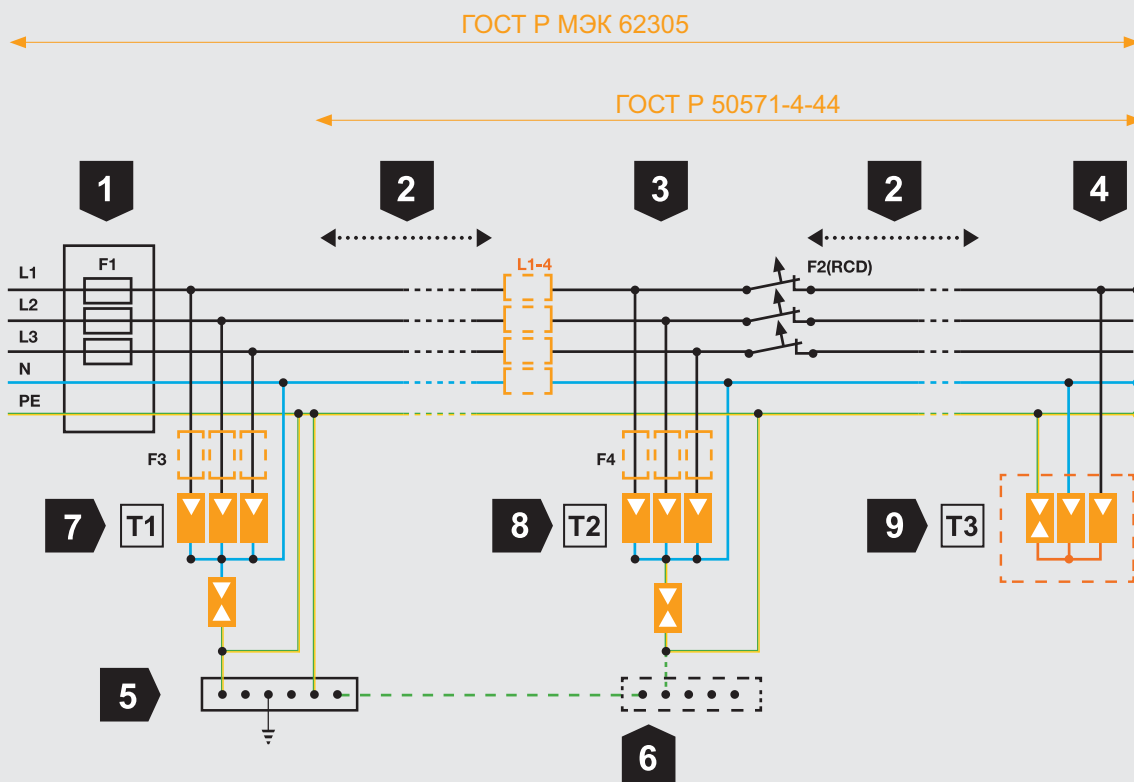 ГОСТ Р МЭК 62305
ГОСТ Р 50571-4-44
1
2
3
2
4
L1
F1
L1-4
F2(RCD)
L2
L3
N
PE
F3
F4
7
T1
8
T2
9
T3
5
6